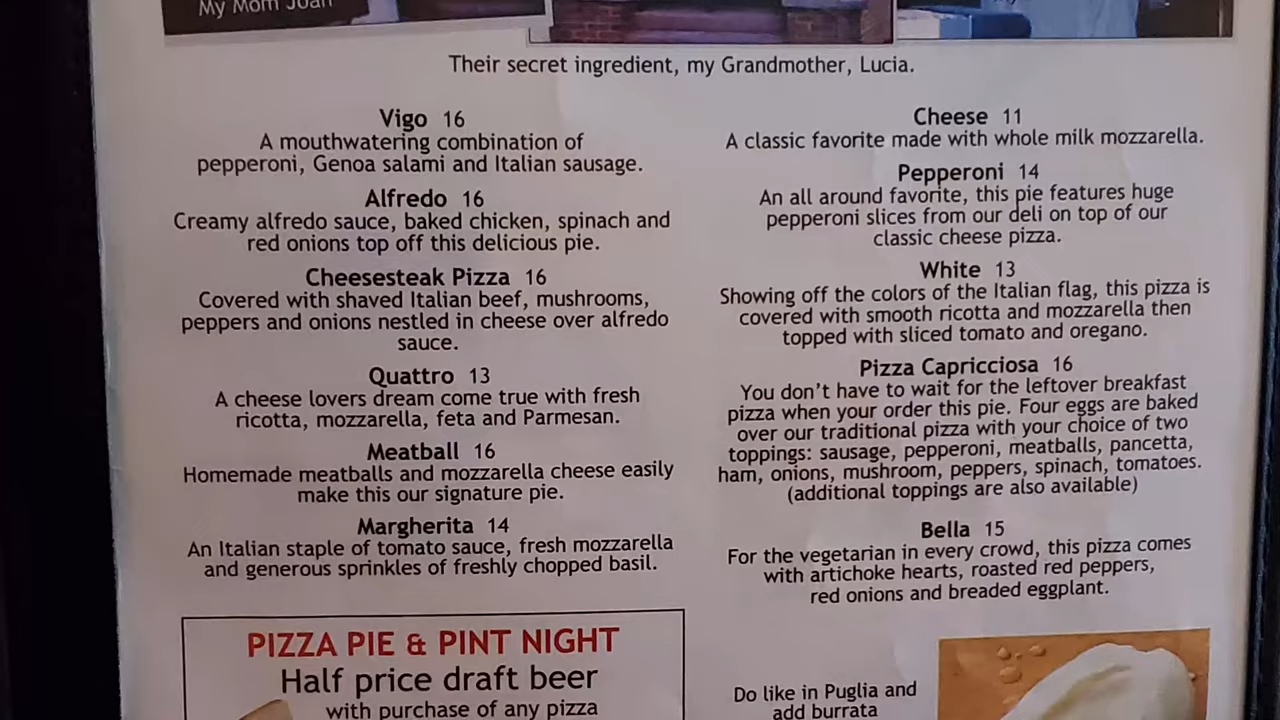 My Mom Joan
Their secret ingredient, my Grandmother, Lucia.
Vigo 16
A mouthwatering combination of
pepperoni, Genoa salami and Italian sausage.
Alfredo 16
Creamy alfredo sauce, baked chicken, spinach and
red onions top off this delicious pie.
Cheesesteak Pizza 16
Covered with shaved Italian beef, mushrooms,
peppers and onions nestled in cheese over alfredo
sauce.
Quattro 13
A cheese lovers dream come true with fresh
ricotta, mozzarella, feta and Parmesan.
Meatball 16
Homemade meatballs and mozzarella cheese easily
make this our signature pie.
Margherita 14
An Italian staple of tomato sauce, fresh mozzarella
and generous sprinkles of freshly chopped basil.
PIZZA PIE & PINT NIGHT
Half price draft beer
with purchase of any pizza
Cheese 11
A classic favorite made with whole milk mozzarella.
Pepperoni 14
An all around favorite, this pie features huge
pepperoni slices from our deli on top of our
classic cheese pizza.
White 13
Showing off the colors of the Italian flag, this pizza is
covered with smooth ricotta and mozzarella then
topped with sliced tomato and oregano.
Pizza Capricciosa 16
You don't have to wait for the leftover breakfast
pizza when your order this pie. Four eggs are baked
over our traditional pizza with your choice of two
toppings: sausage, pepperoni, meatballs, pancetta,
ham, onions, mushroom, peppers, spinach, tomatoes.
(additional toppings are also available)
Bella 15
For the vegetarian in every crowd, this pizza comes
with artichoke hearts, roasted red peppers,
red onions and breaded eggplant.
Do like in Puglia and
add burrata